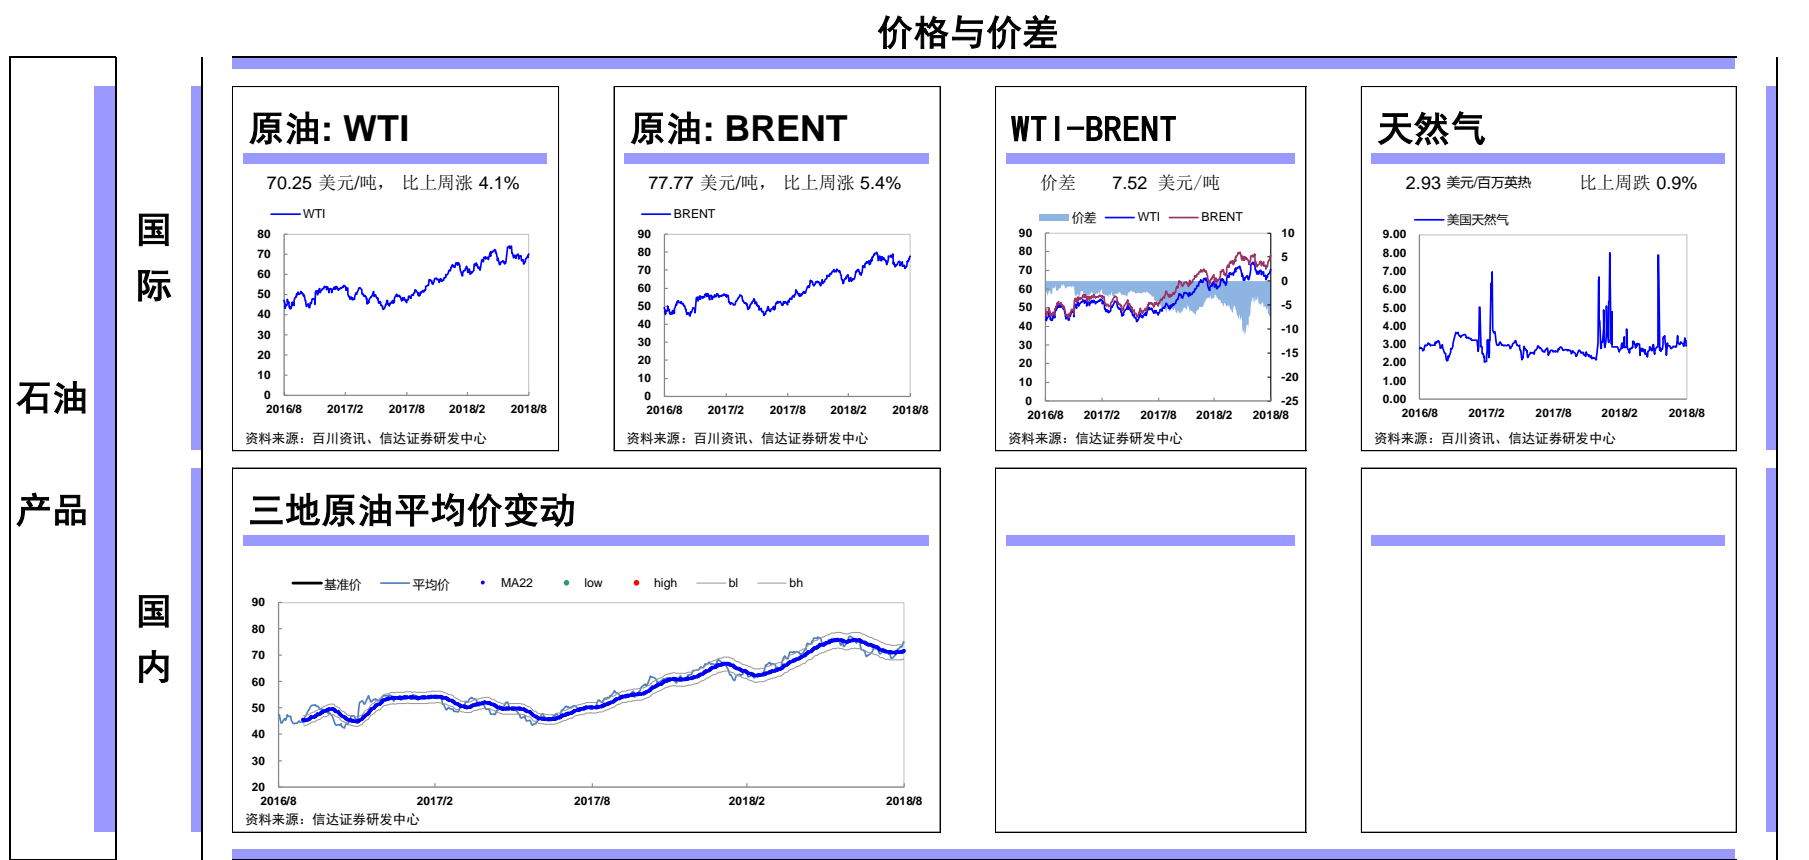 价格与价差
石油
产品
国
际
国
内
原油: WTI
70.25 美元/吨， 比上周涨 4.1%
WTI
80
70
60
50
40
30
20
10
0
2016/8 2017/2 2017/8 2018/2 2018/8
资料来源：百川资讯、信达证券研发中心
原油: BRENT
77.77 美元/吨， 比上周涨 5.4%
BRENT
90
80
70
60
50
40
30
20
10
0
2016/8 2017/2 2017/8 2018/2 2018/8
资料来源：百川资讯、信达证券研发中心
WTI-BRENT
价差 7.52 美元/吨
价差 WTI BRENT
90 10
80
70 5
60 0
50 -5
40 -10
30 -15
20
10 -20
0 -25
2016/8 2017/2 2017/8 2018/2 2018/8
资料来源：信达证券研发中心
天然气
2.93 美元/百万英热 比上周跌 0.9%
美国天然气
9.00
8.00
7.00
6.00
5.00
4.00
3.00
2.00
1.00
0.00
2016/8 2017/2 2017/8 2018/2 2018/8
资料来源：百川资讯、信达证券研发中心
三地原油平均价变动
基准价 平均价 MA22 low high bl bh
90
80
70
60
50
40
30
20
2016/8 2017/2 2017/8 2018/2 2018/8
资料来源：信达证券研发中心